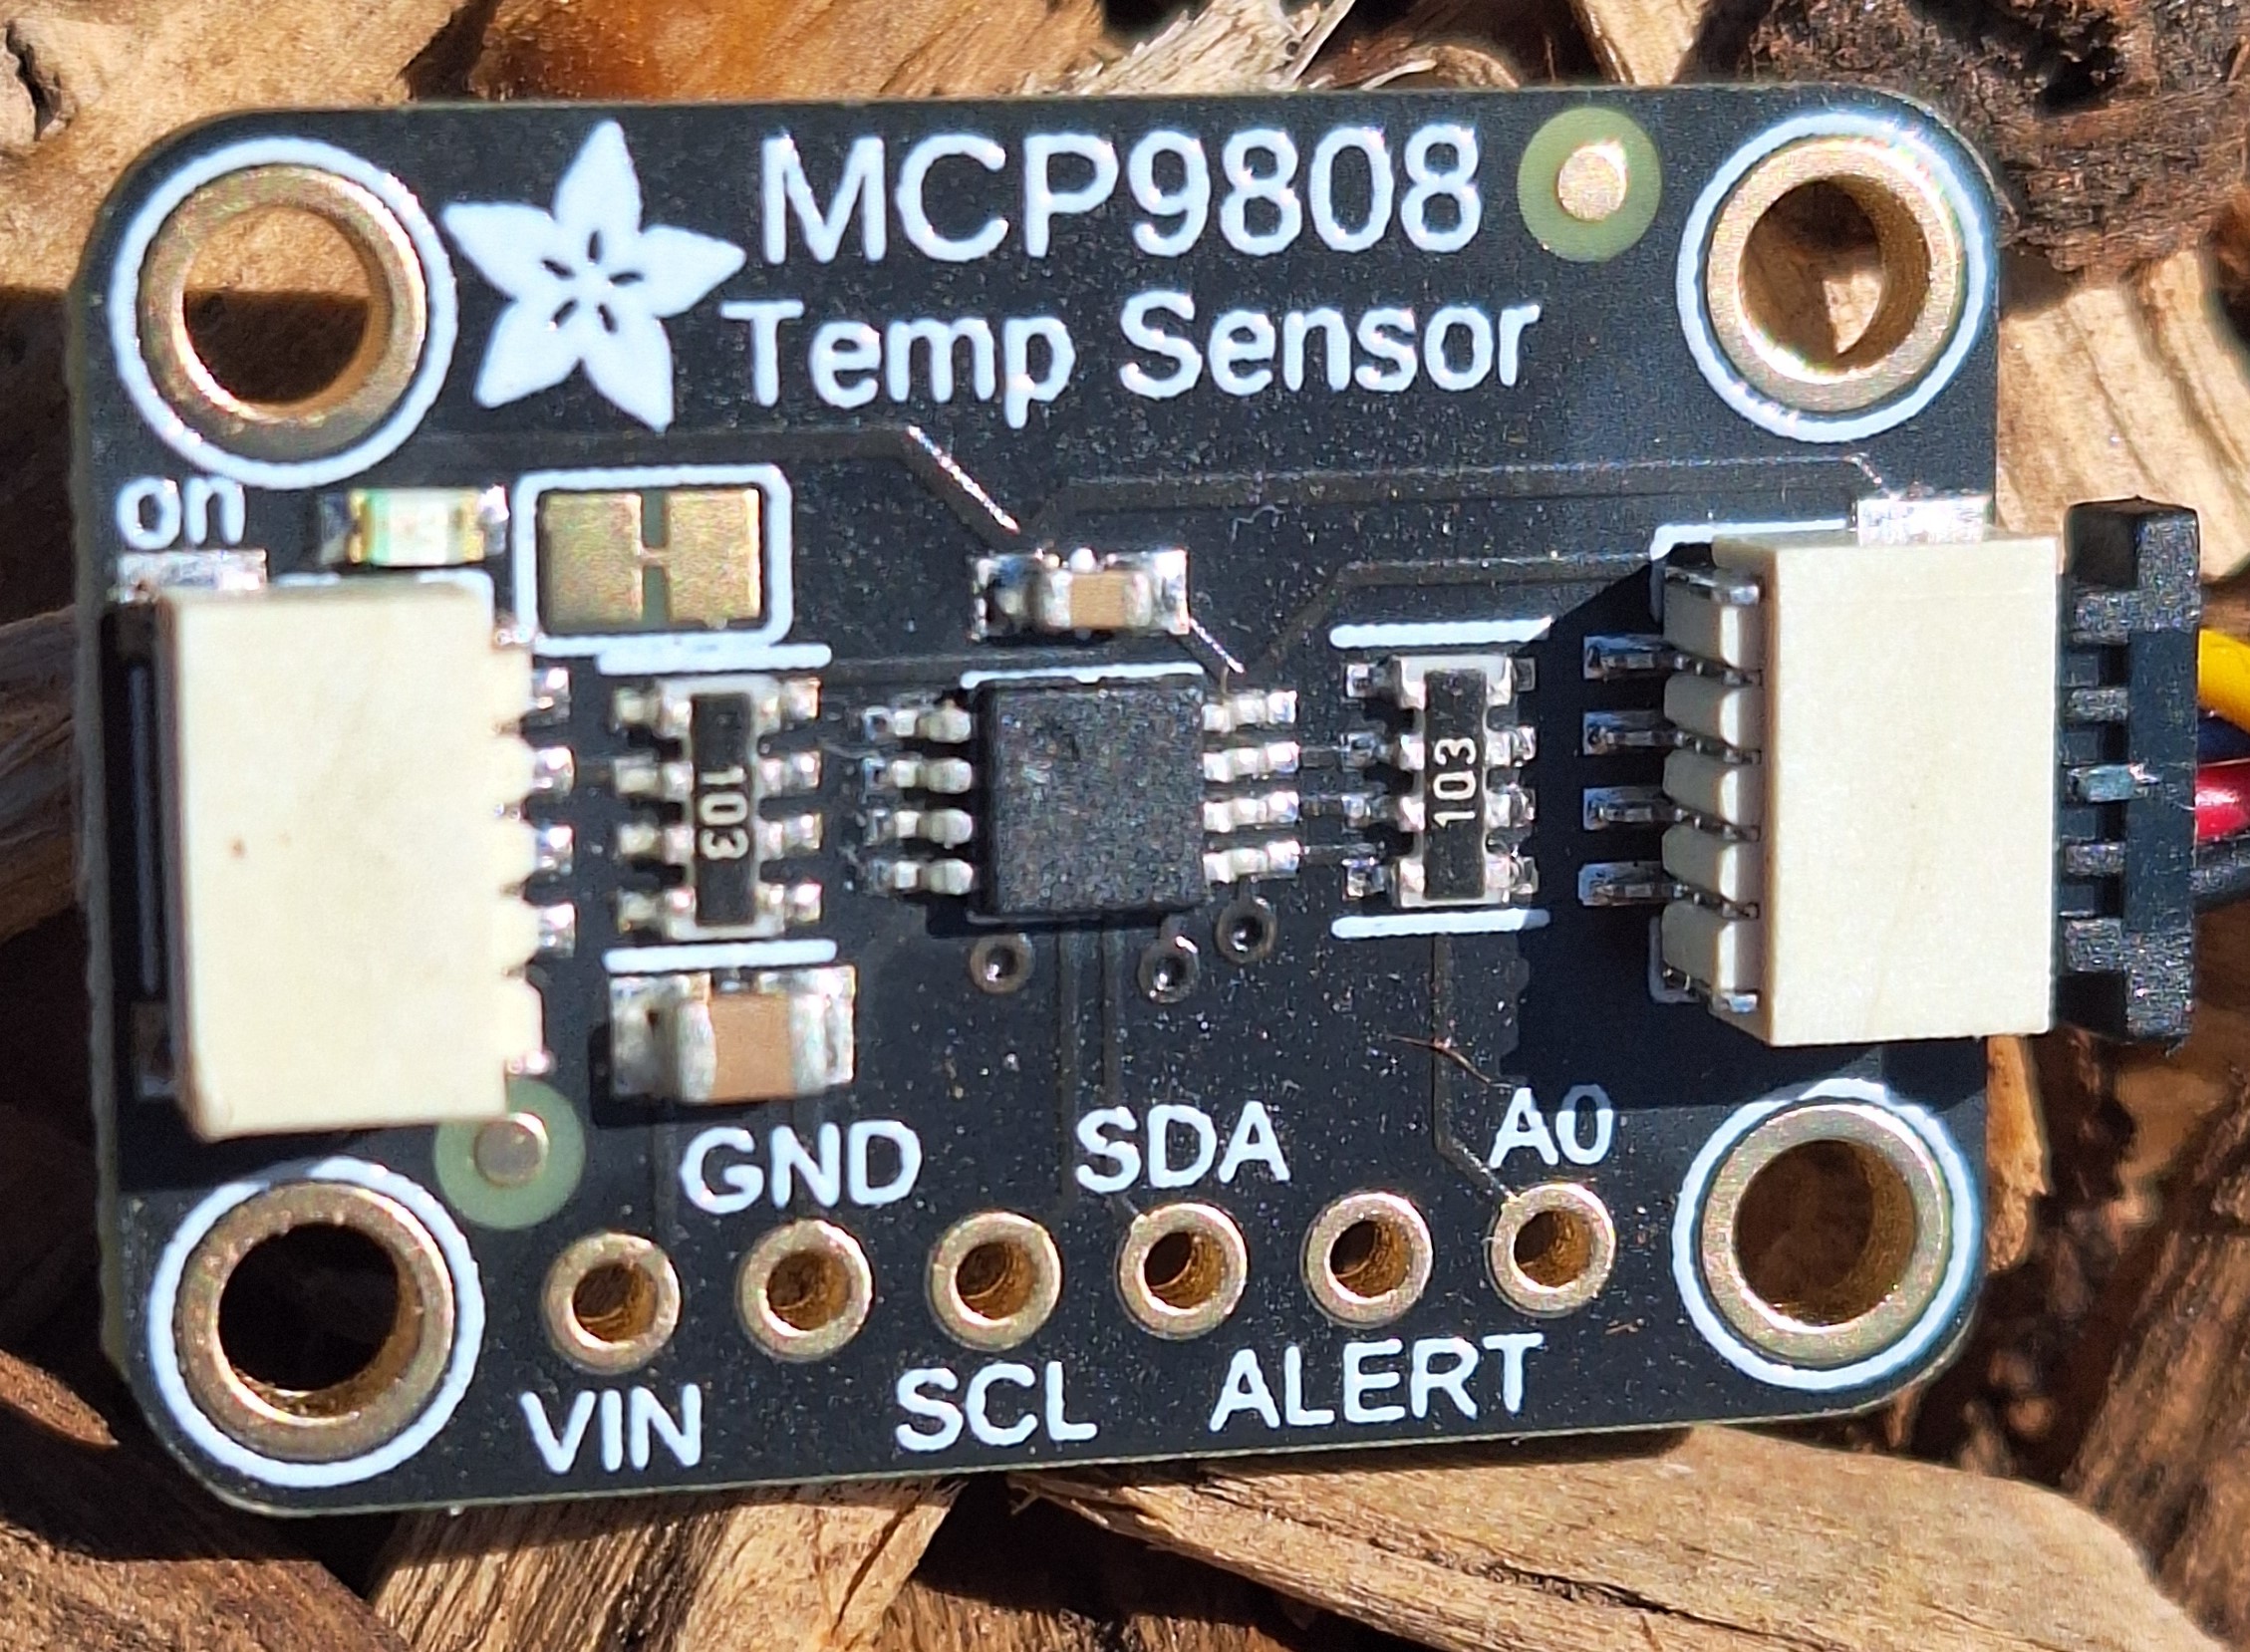 MCP9808
Temp Sensor
on
103
103
GND
SDA
A0
VIN
SCL
ALERT